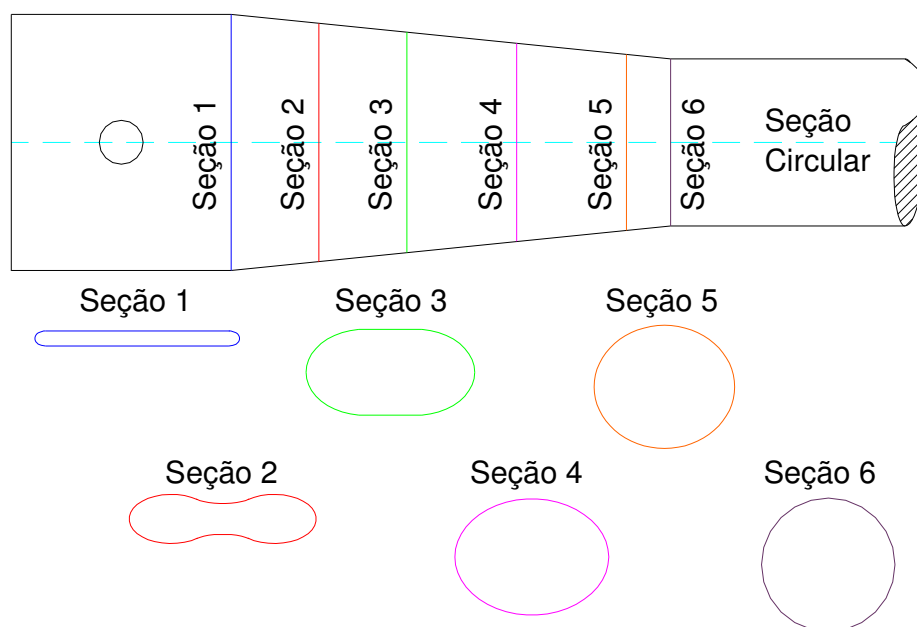 Seção 1
Seção 2
Seção 3
Seção 4
Seção 5
Seção 6
Seção
Circular
Seção 1
Seção 3
Seção 5
Seção 2
Seção 4
Seção 6